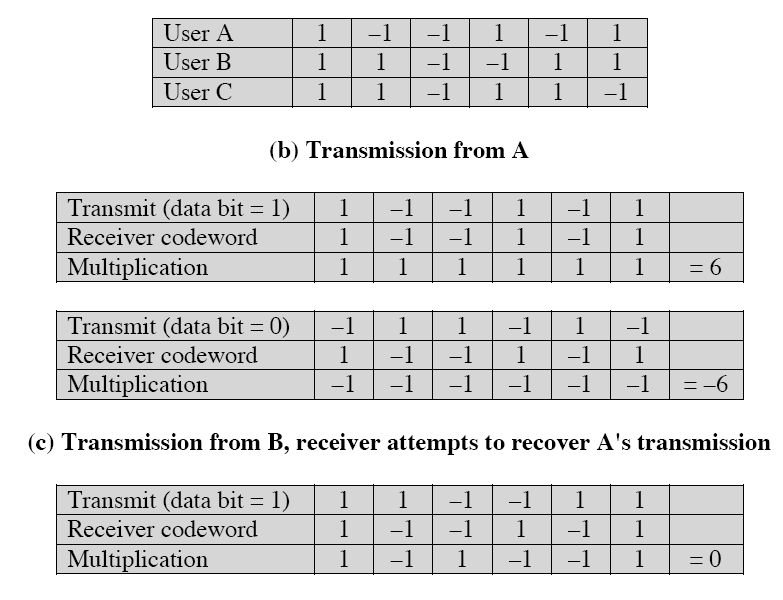 User A 1 –1 –1 1 –1 1
User B 1 1 –1 –1 1 1
User C 1 1 –1 1 1 –1
(b) Transmission from A
Transmit (data bit = 1) 1 –1 –1 1 –1 1
Receiver codeword 1 –1 –1 1 –1 1
Multiplication 1 1 1 1 1 1 = 6
Transmit (data bit = 0) –1 1 1 –1 1 –1
Receiver codeword 1 –1 –1 1 –1 1
Multiplication –1 –1 –1 –1 –1 –1 = –6
(c) Transmission from B, receiver attempts to recover A's transmission
Transmit (data bit = 1) 1 1 –1 –1 1 1
Receiver codeword 1 –1 –1 1 –1 1
Multiplication 1 –1 1 –1 –1 1 = 0